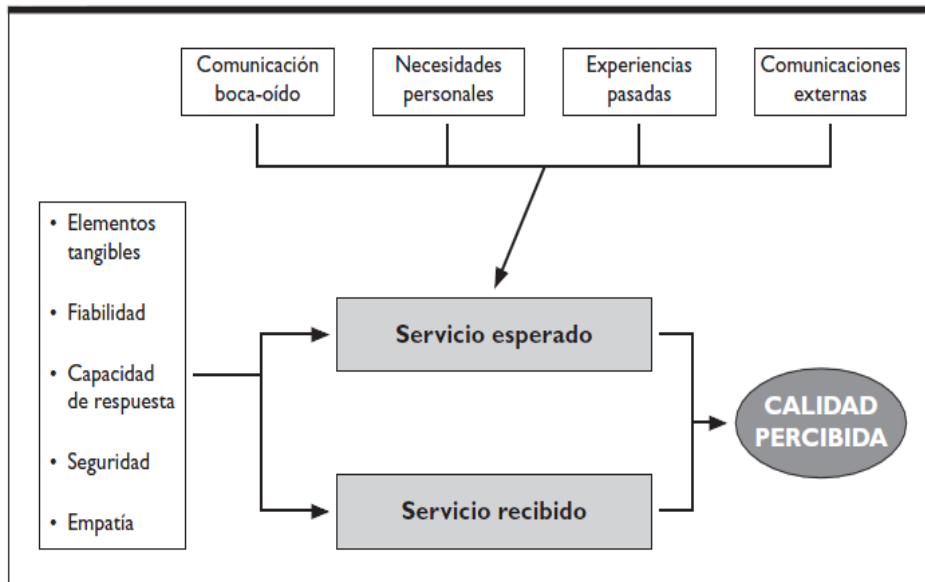 Comunicación
boca-oído
Necesidades
personales
Experiencias
pasadas
Comunicaciones
externas
• Elementos
tangibles
• Fiabilidad
• Capacidad
de respuesta
• Seguridad
• Empatía
Servicio esperado
Servicio recibido
CALIDAD
PERCIBIDA